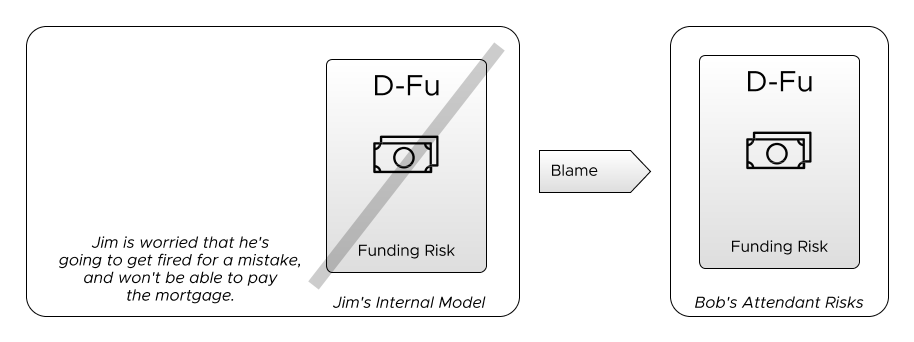 D-Fu
Funding Risk
Jim is worried that he's
going to get fired for a mistake,
and won't be able to pay
the mortgage.
Jim's Internal Model
Blame
D-Fu
Funding Risk
Bob's Attendant Risks